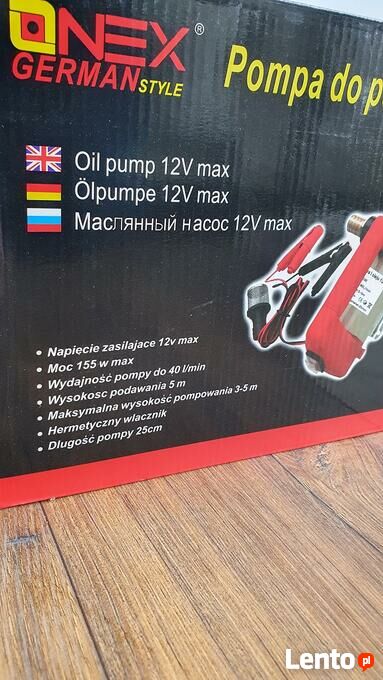 ONEX®
GERMAN STYLE
Pompa do p
Oil pump 12V max
Ölpumpe 12V max
Маслянный насос 12V max
• Napięcie zasilajace 12v max
• Moc 155 w max
• Wydajność pompy do 40 l/min
• Wysokosc podawania 5 m
• Maksymalna wysokość pompowania 3-5 m
• Hermetyczny wlacznik
• Dlugość pompy 25cm
Lento.pl